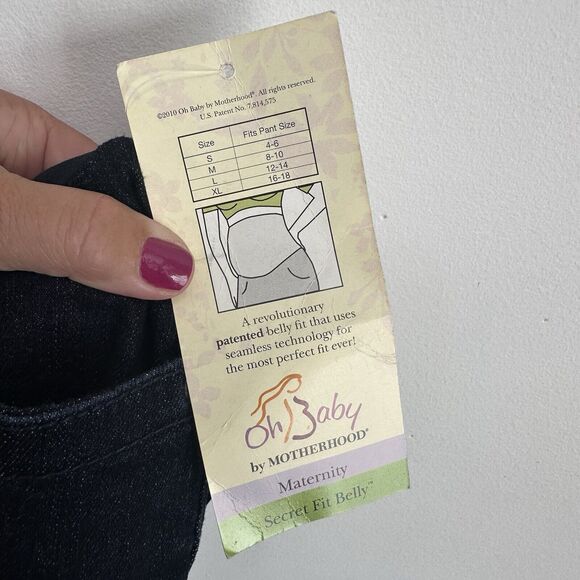 ©2010 Oh Baby by Motherhood®. All rights reserved.
U.S. Patent No. 7,814,575
Size Fits Pant Size
S 4-6
M 8-10
L 12-14
XL 16-18
A revolutionary
patented belly fit that uses
seamless technology for
the most perfect fit ever!
Oh Baby
by MOTHERHOOD®
Maternity
Secret Fit Belly™